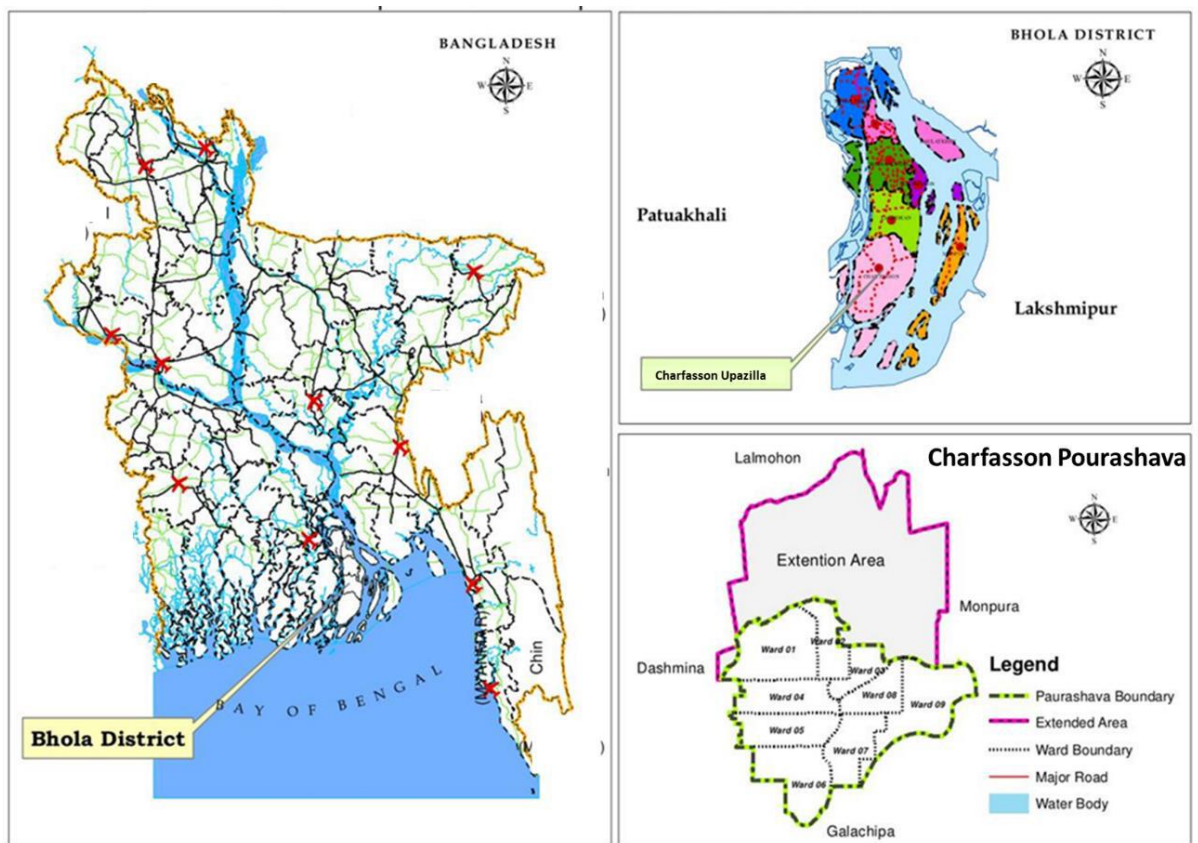 BANGLADESH
N
W E
S
BAY OF BENGAL
Bhola District
(MYANMAR)
Chin
BHOLA DISTRICT
N
W E
S
Patuakhali
Lakshmipur
Charfasson Upazilla
Charfasson Pourashava
N
W E
S
Lalmohon
Extention Area
Monpura
Dashmina
Ward 01
Ward 02
Ward 03
Ward 04
Ward 08
Ward 09
Ward 05
Ward 07
Ward 06
Galachipa
Legend
Paurashava Boundary
Extended Area
Ward Boundary
Major Road
Water Body